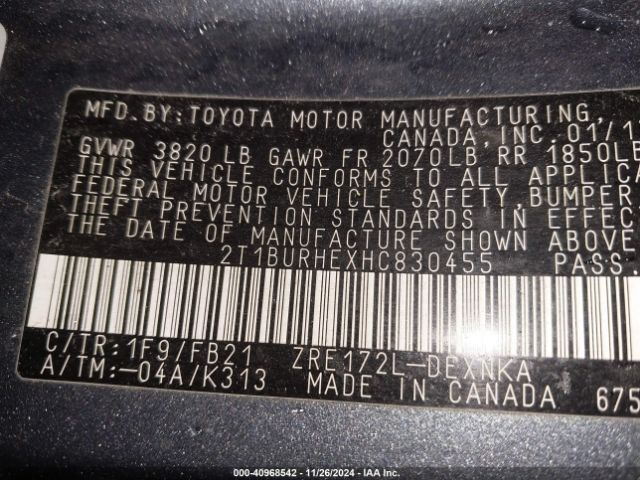 MFD. BY: TOYOTA MOTOR MANUFACTURING,
CANADA, INC. 01/1
GVWR 3820 LB GAWR FR 2070LB RR 1850LB
THIS VEHICLE CONFORMS TO ALL APPLICA
FEDERAL MOTOR VEHICLE SAFETY, BUMPER
THEFT PREVENTION STANDARDS IN EFFEC
THE DATE OF MANUFACTURE SHOWN ABOVE
2T1BURHEXHC830455 PASS.
C/TR: 1F9/FB21 ZRE172L-DEXNKA
A/TM: -04A/K313 MADE IN CANADA 675
000-40968542 - 11/26/2024 - IAA Inc.